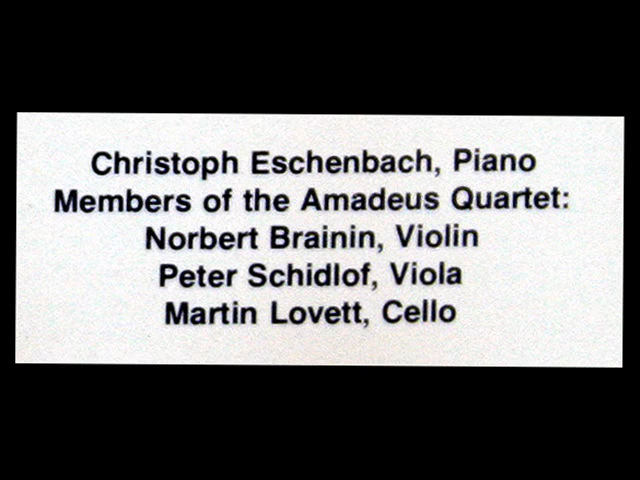 Christoph Eschenbach, Piano
Members of the Amadeus Quartet:
Norbert Brainin, Violin
Peter Schidlof, Viola
Martin Lovett, Cello